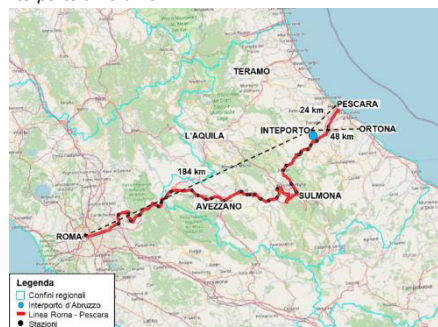 TERAMO
PESCARA
24 km
L'AQUILA
INTEPORTO
ORTONA
48 km
184 km
AVEZZANO
SULMONA
ROMA
Legenda
Confini regionali
Interporto d'Abruzzo
Linea Roma - Pescara
Stazioni